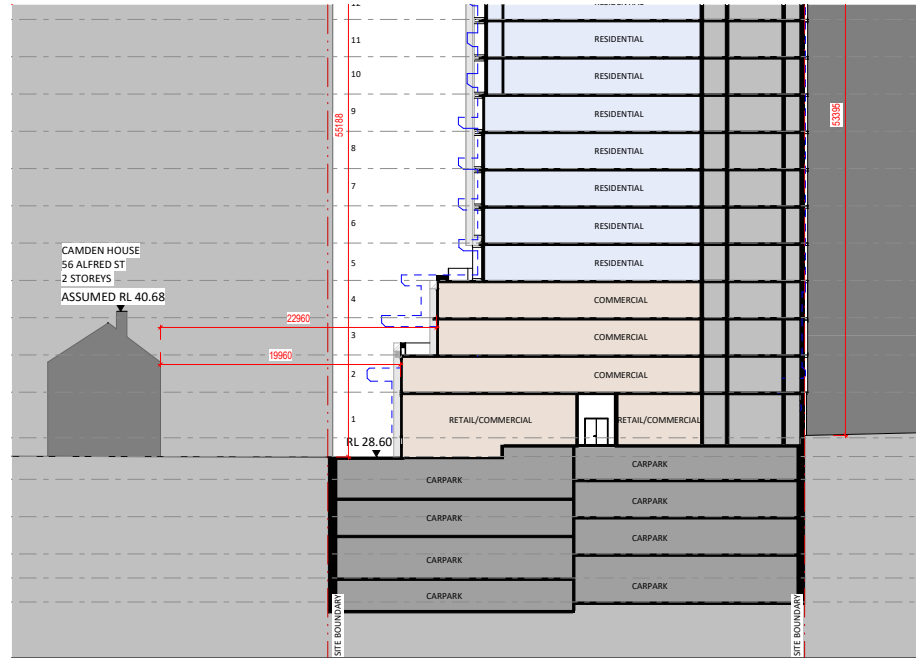 12
RESIDENTIAL
11
RESIDENTIAL
10
RESIDENTIAL
9
RESIDENTIAL
55188
53395
8
RESIDENTIAL
7
RESIDENTIAL
6
RESIDENTIAL
5
RESIDENTIAL
CAMDEN HOUSE
56 ALFRED ST
2 STOREYS
ASSUMED RL 40.68
4
COMMERCIAL
22960
3
COMMERCIAL
19960
2
COMMERCIAL
1
RETAIL/COMMERCIAL
RETAIL/COMMERCIAL
RL 28.60
CARPARK
CARPARK
CARPARK
CARPARK
CARPARK
CARPARK
CARPARK
CARPARK
SITE BOUNDARY
SITE BOUNDARY